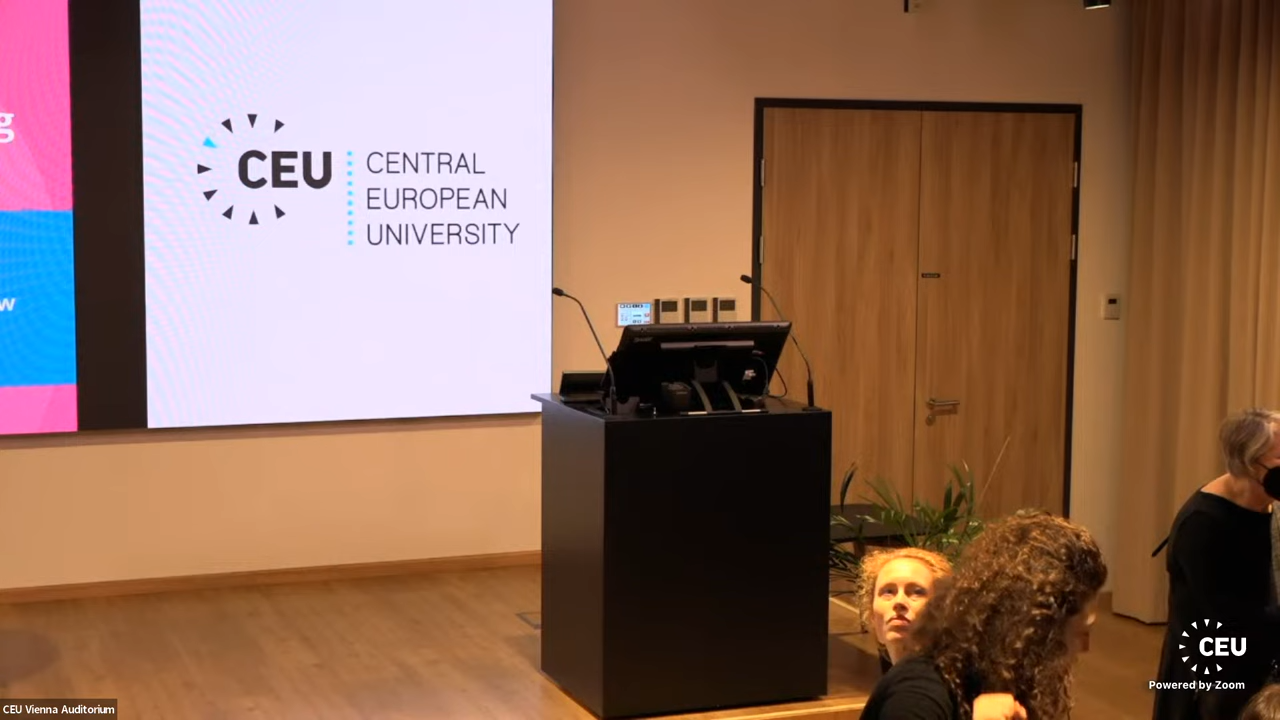 g
w
CEU
CENTRAL
EUROPEAN
UNIVERSITY
CEU
Powered by Zoom
CEU Vienna Auditorium